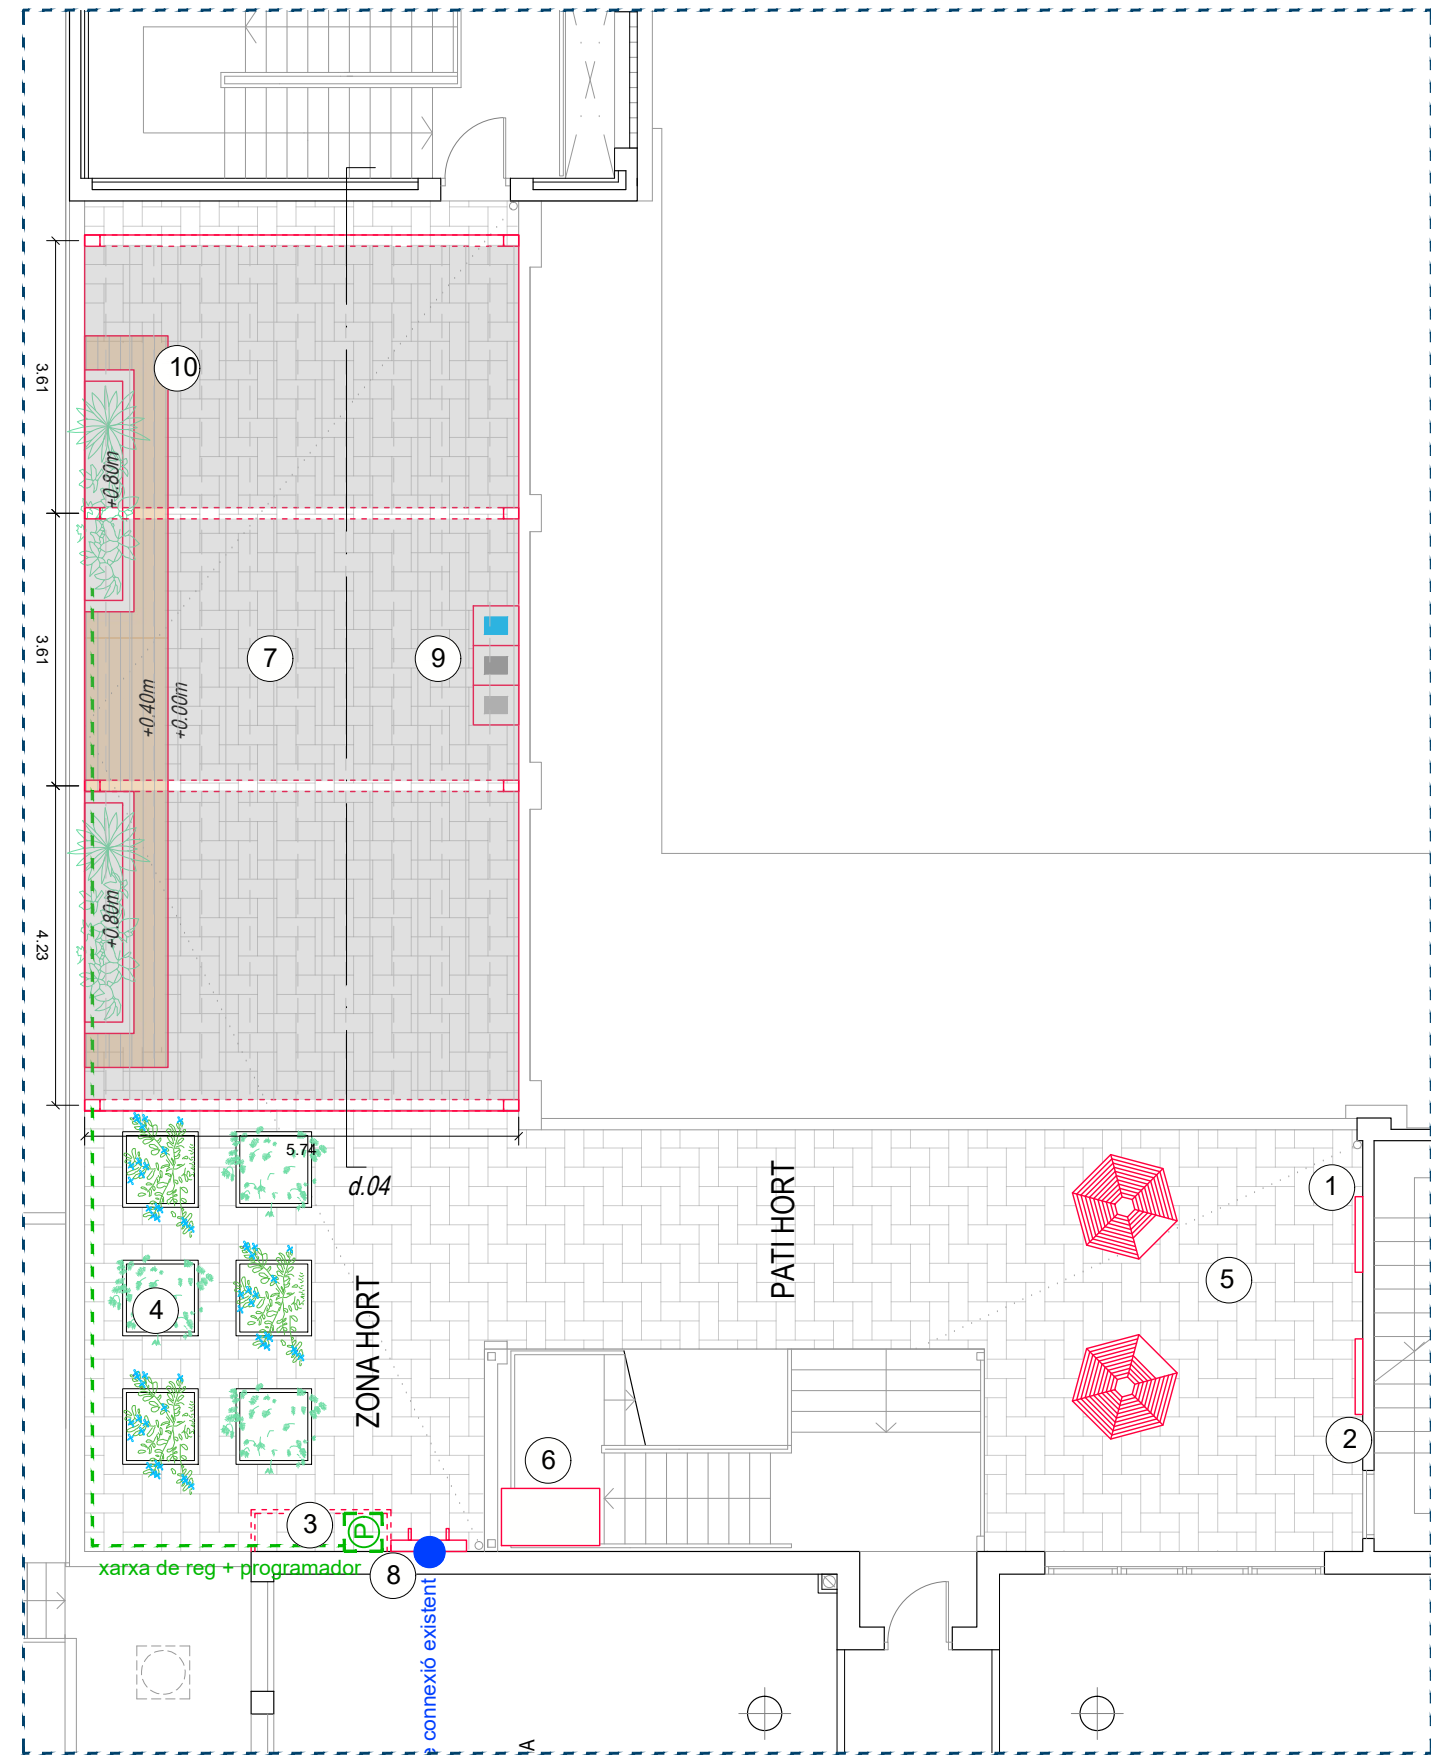 10
3.61
+0.80m
3.61
7
9
+0.40m
+0.00m
+0.80m
4.23
5.74
d.04
PATI HORT
1
5
4
ZONA HORT
2
6
3
P
xarxa de reg + programador
8
connexió existent
A